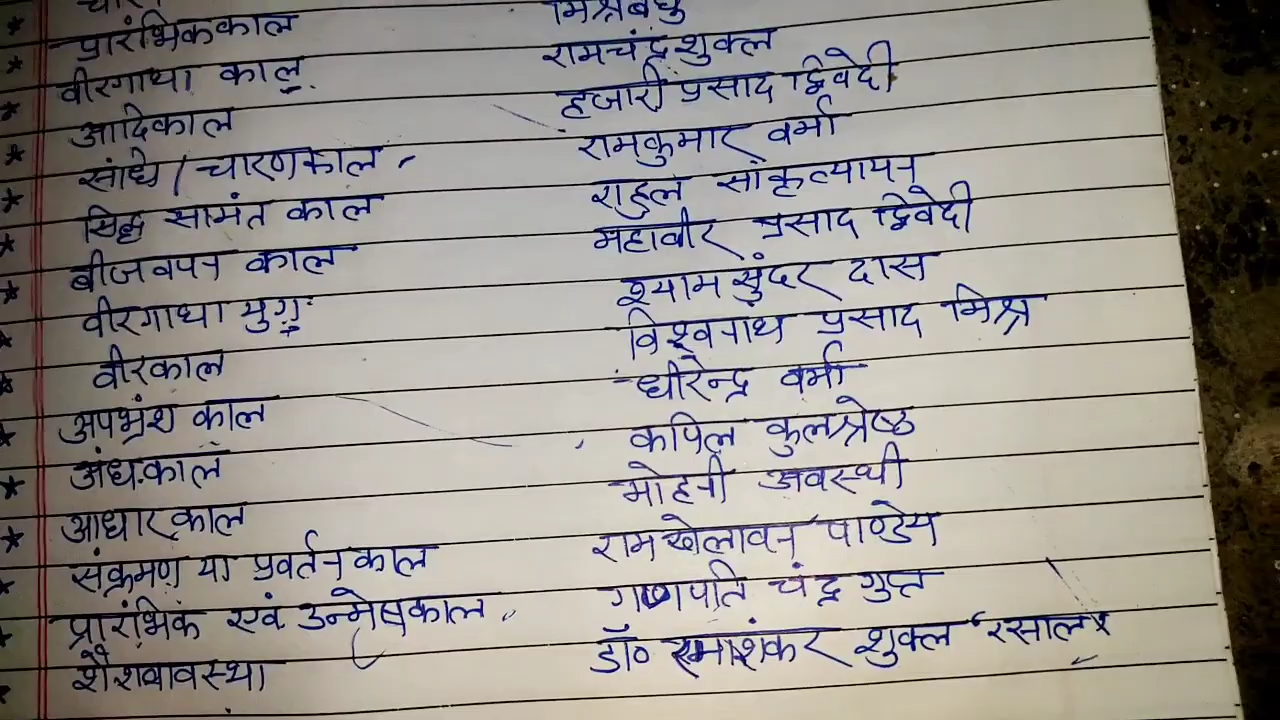 प्रारंभिककाल मिश्रबंधु
वीरगाथा काल रामचंद्र शुक्ल
आदिकाल हजारी प्रसाद द्विवेदी
संधि / चारणकाल रामकुमार वर्मा
सिद्ध सामंत काल राहुल सांकृत्यायन
बीजवपन काल महावीर प्रसाद द्विवेदी
वीरगाथा युग श्याम सुंदर दास
वीरकाल विश्वनाथ प्रसाद मिश्र
अपभ्रंश काल धीरेन्द्र वर्मा
अंधकाल कपिल कुलश्रेष्ठ
आधारकाल मोहनी अवस्थी
संक्रमण या प्रवर्तनकाल रामखेलावन पाण्डेय
प्रारंभिक एवं उन्मेषकाल गणपति चंद्र गुप्त
शैशवावस्था डॉ० रमाशंकर शुक्ल 'रसाल'